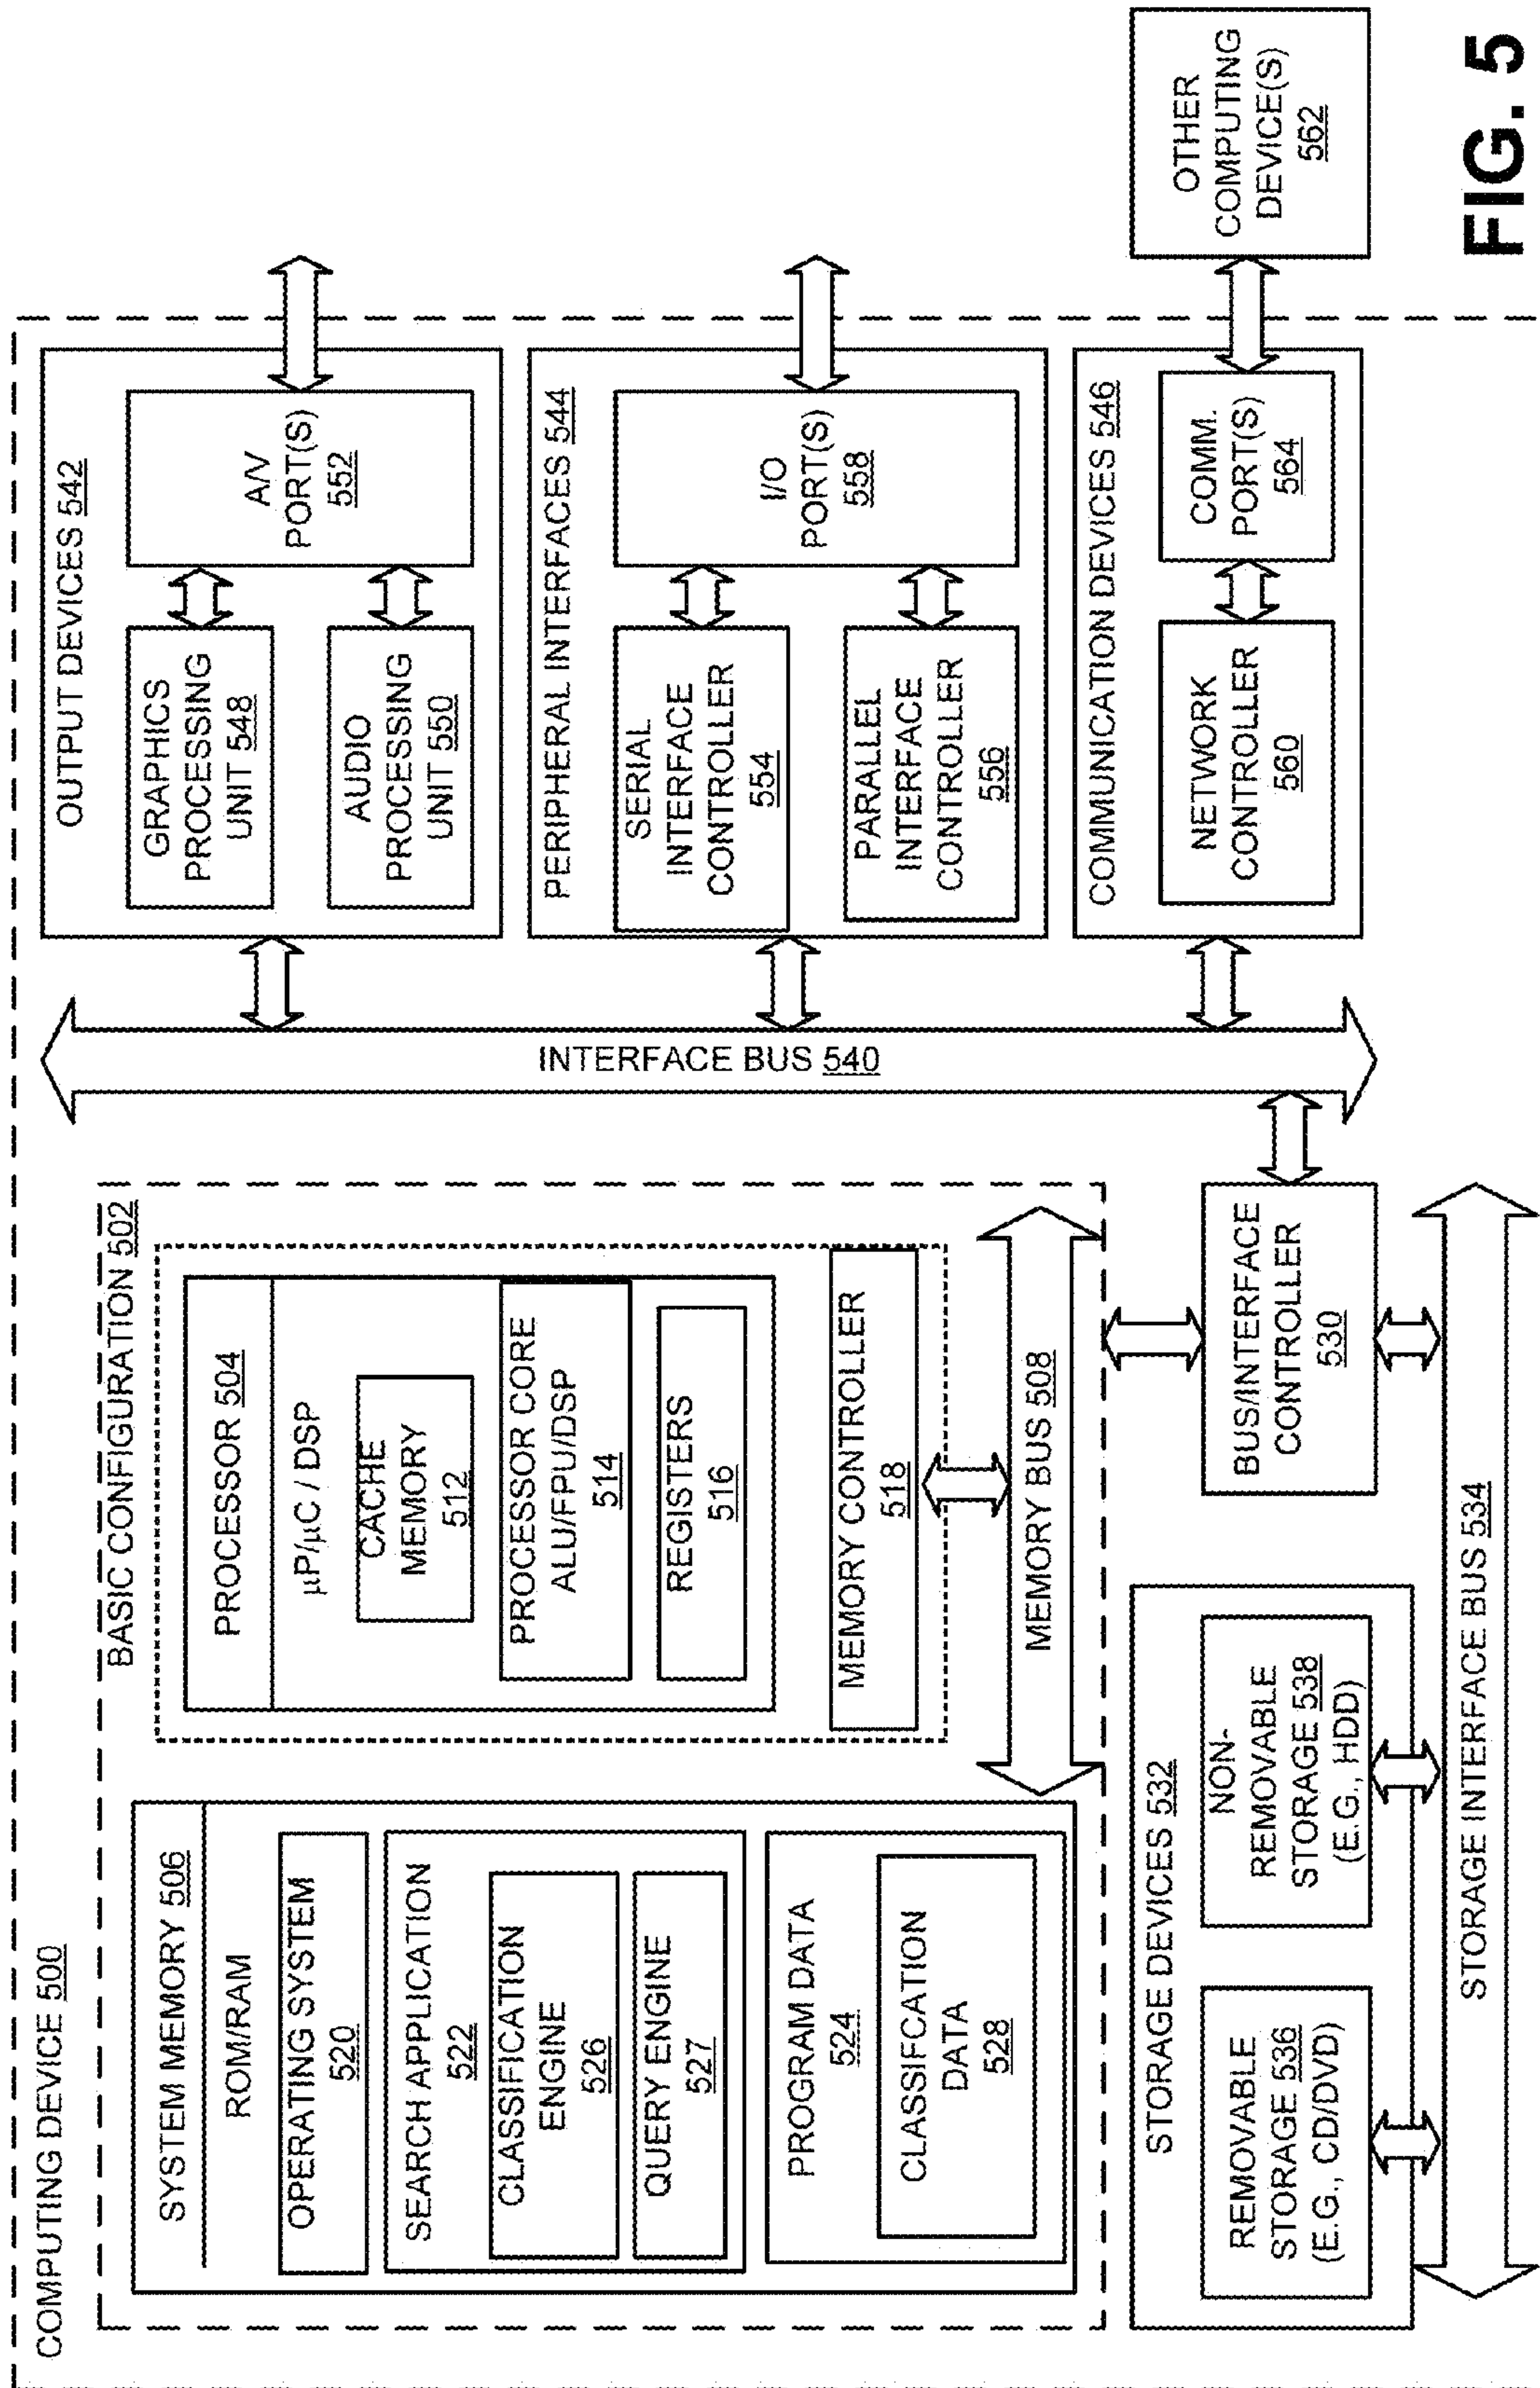 COMPUTING DEVICE 500
BASIC CONFIGURATION 502
SYSTEM MEMORY 506
ROM/RAM
OPERATING SYSTEM
520
SEARCH APPLICATION
522
CLASSIFICATION
ENGINE
526
QUERY ENGINE
527
PROGRAM DATA
524
CLASSIFCATION
DATA
528
PROCESSOR 504
µP/µC / DSP
CACHE
MEMORY
512
PROCESSOR CORE
ALU/FPU/DSP
514
REGISTERS
516
MEMORY CONTROLLER
518
MEMORY BUS 508
STORAGE DEVICES 532
REMOVABLE
STORAGE 536
(E.G., CD/DVD)
NON-
REMOVABLE
STORAGE 538
(E.G., HDD)
BUS/INTERFACE
CONTROLLER
530
STORAGE INTERFACE BUS 534
INTERFACE BUS 540
OUTPUT DEVICES 542
GRAPHICS
PROCESSING
UNIT 548
AUDIO
PROCESSING
UNIT 550
A/V
PORT(S)
552
PERIPHERAL INTERFACES 544
SERIAL
INTERFACE
CONTROLLER
554
PARALLEL
INTERFACE
CONTROLLER
556
I/O
PORT(S)
558
COMMUNICATION DEVICES 546
NETWORK
CONTROLLER
560
COMM.
PORT(S)
564
OTHER
COMPUTING
DEVICE(S)
562
FIG. 5